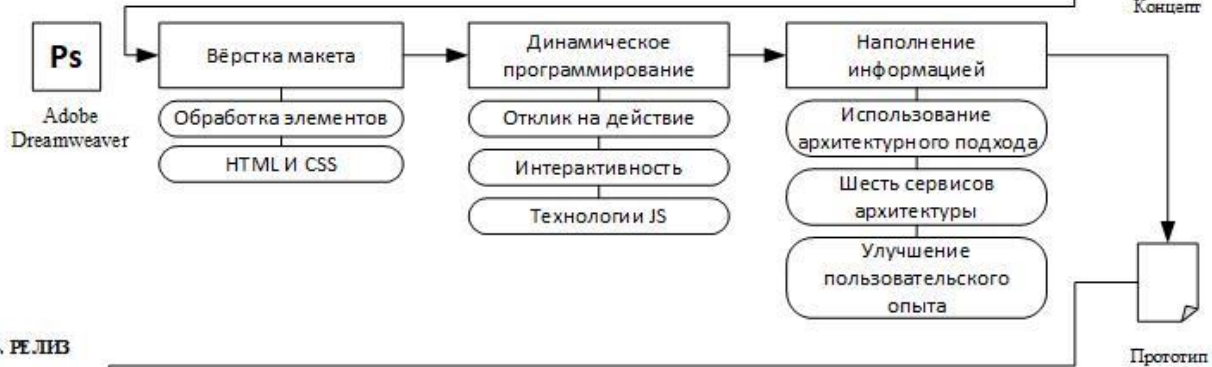 Концепт
Ps
Adobe
Dreamweaver
Вёрстка макета
Обработка элементов
HTML И CSS
Динамическое
программирование
Отклик на действие
Интерактивность
Технологии JS
Наполнение
информацией
Использование
архитектурного подхода
Шесть сервисов
архитектуры
Улучшение
пользовательского
опыта
Прототип
. РЕЛИЗ